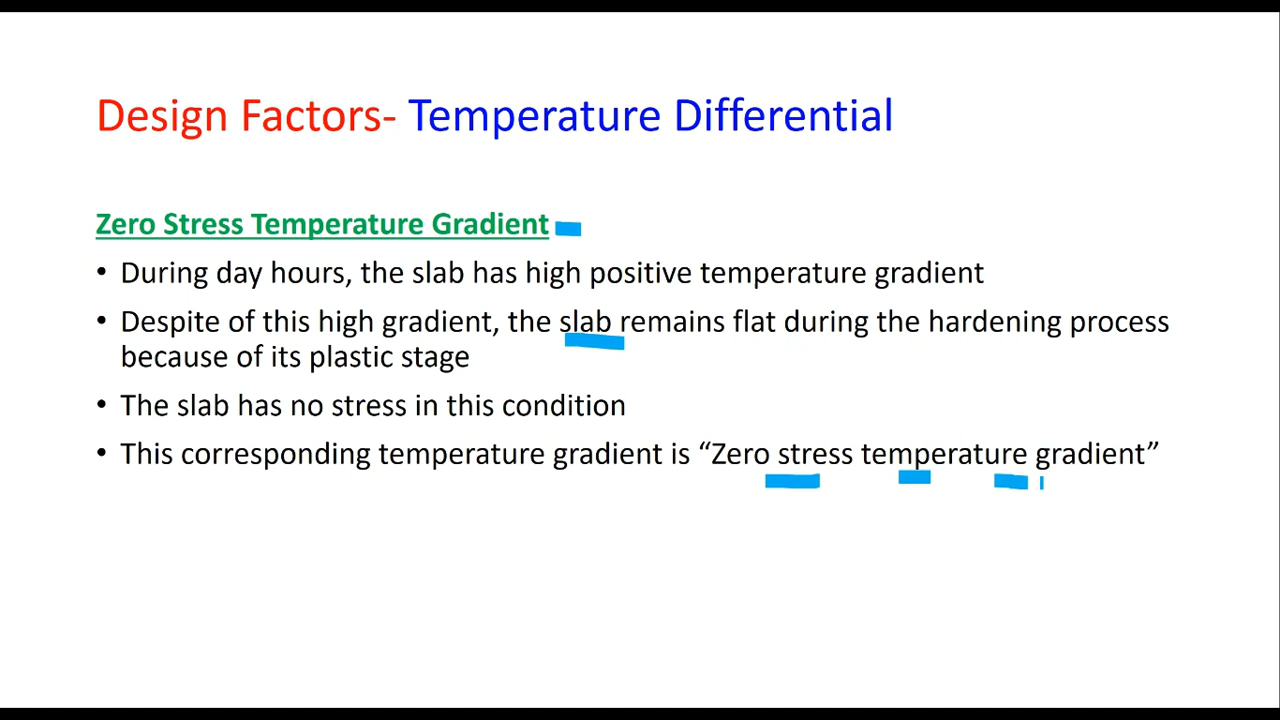 Design Factors- Temperature Differential
Zero Stress Temperature Gradient
• During day hours, the slab has high positive temperature gradient
• Despite of this high gradient, the slab remains flat during the hardening process
because of its plastic stage
• The slab has no stress in this condition
• This corresponding temperature gradient is “Zero stress temperature gradient”